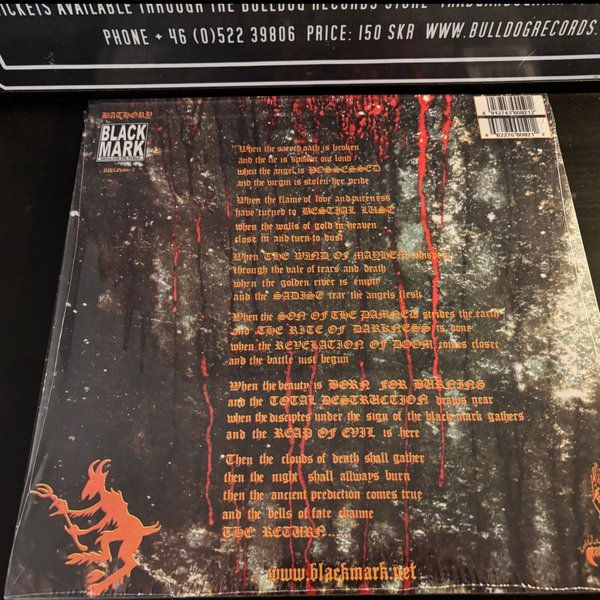 TICKETS AVAILABLE THROUGH THE BULLDOG RECORDS STORE
PHONE + 46 (0)522 39806 PRICE: 150 SKR WWW.BULLDOGRECORDS.
BATHORY
BLACK
MARK
When the sacred oath is broken
and the lie is spoken out loud
when the angel is POSSESSED
and the virgin is stolen her pride
When the flame of love and pureness
have turned to BESTIAL LUST
when the walls of gold in heaven
close in and turn to dust
When THE WIND OF MAYHEM whispers
through the vale of tears and death
when the golden river is empty
and the SADIST tear the angels flesh
When the SON OF THE DAMNED strides the earth
and THE RITE OF DARKNESS is done
when the REVELATION OF DOOM comes closer
and the battle just begun
When the beauty is BORN FOR BURNING
and the TOTAL DESTRUCTION draws near
when the disciples under the sign of the black mark gathers
and the REAP OF EVIL is here
Then the clouds of death shall gather
then the night shall allways burn
then the ancient prediction comes true
and the bells of fate chaime
THE RETURN...
www.blackmark.net